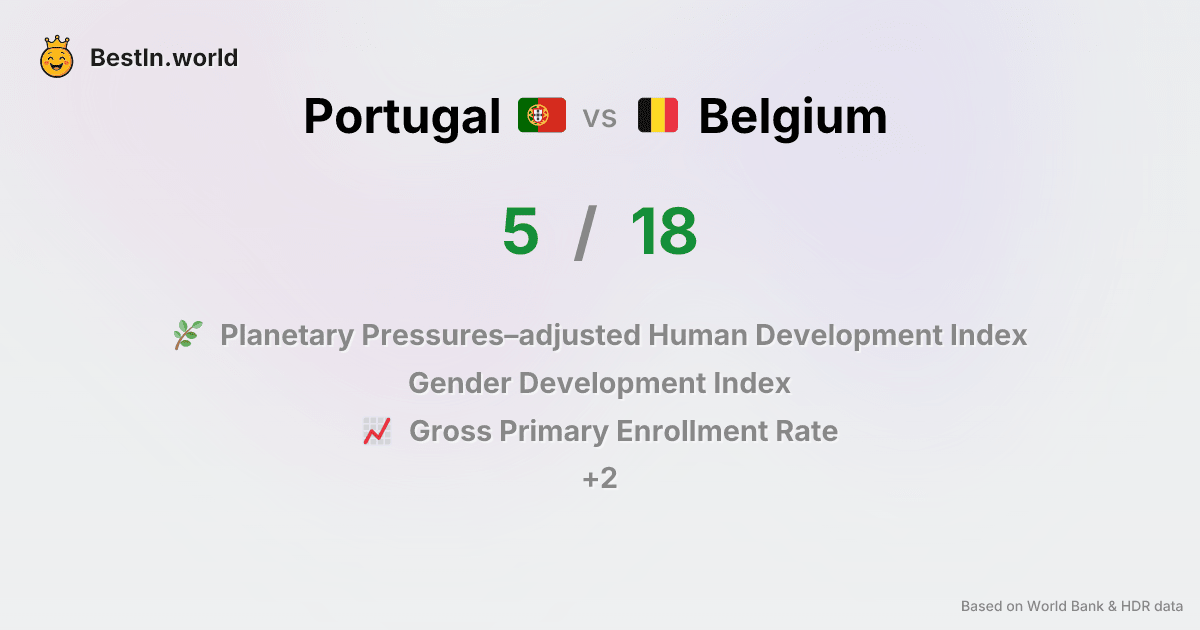 BestIn.world
Portugal vs Belgium
5 / 18
Planetary Pressures–adjusted Human Development Index
Gender Development Index
Gross Primary Enrollment Rate
+2
Based on World Bank & HDR data